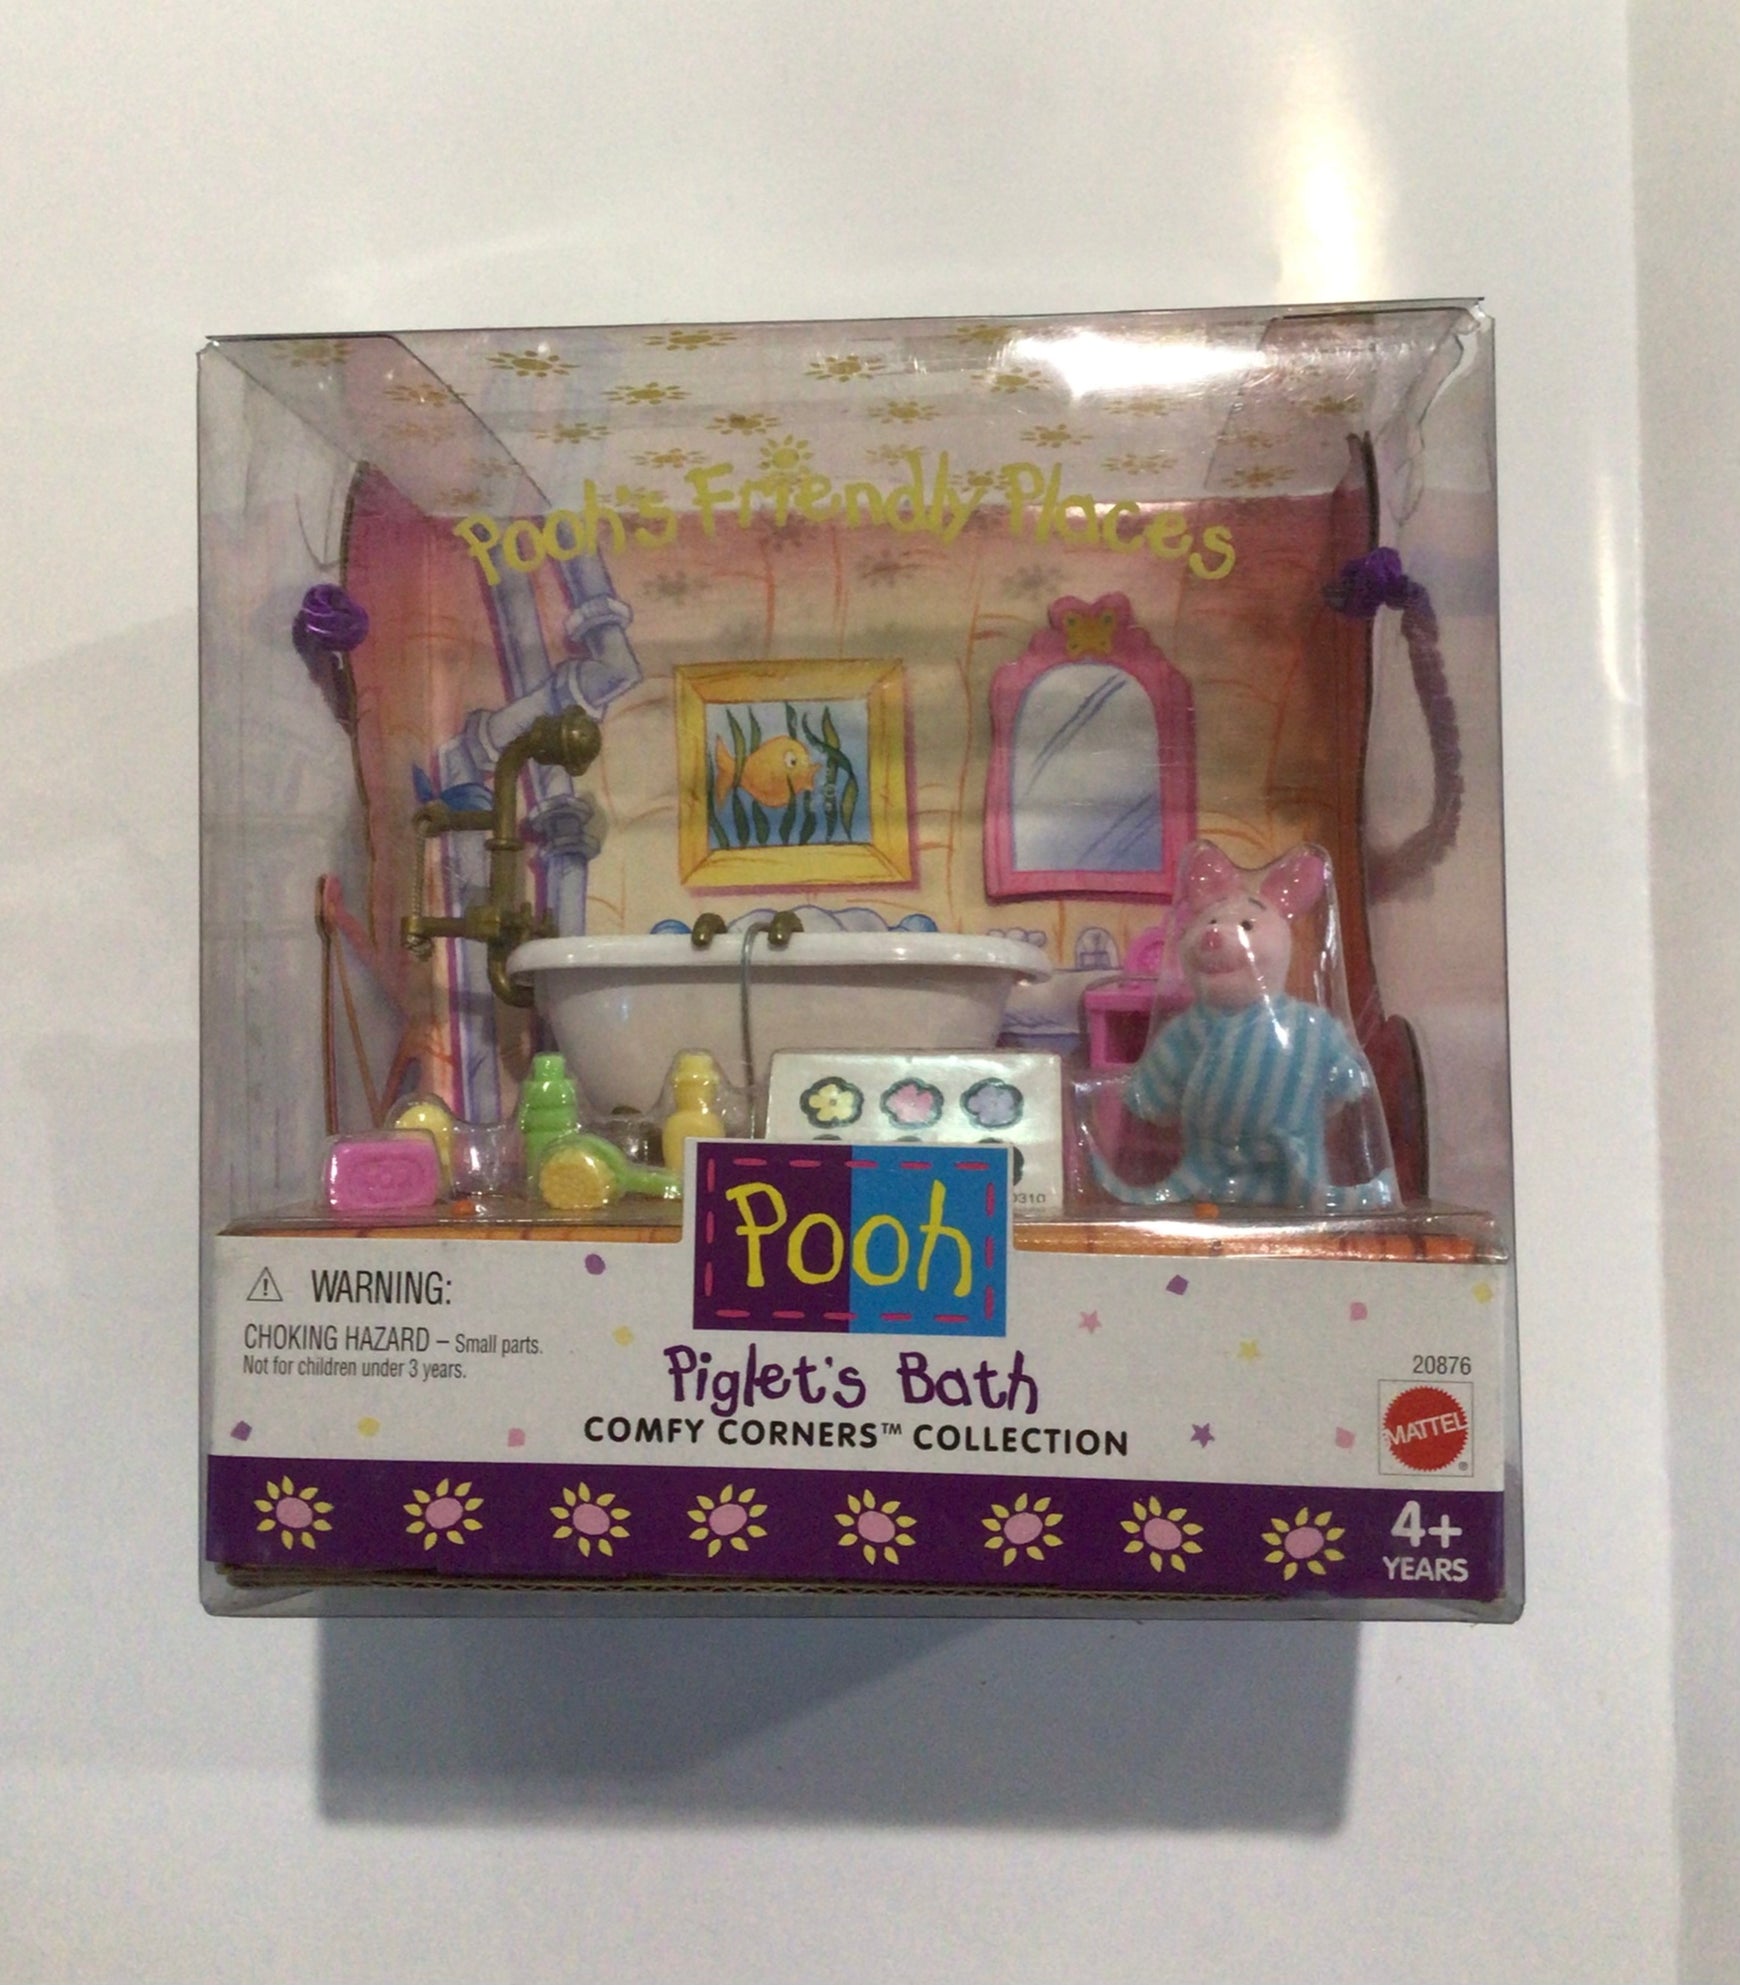 Pooh's Friendly Places
0310
Pooh
⚠ WARNING:
CHOKING HAZARD – Small parts.
Not for children under 3 years.
Piglet's Bath
COMFY CORNERS™ COLLECTION
20876
MATTEL®
4+
YEARS